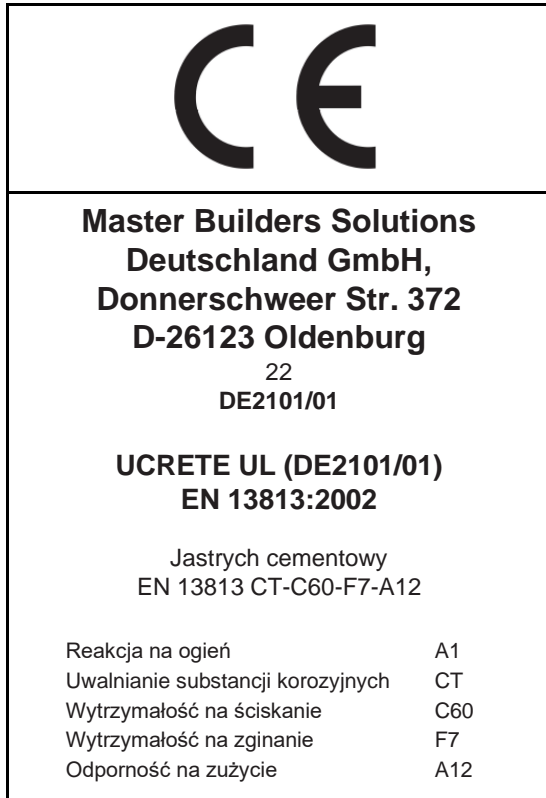 CE
Master Builders Solutions
Deutschland GmbH,
Donnerschweer Str. 372
D-26123 Oldenburg
22
DE2101/01
UCRETE UL (DE2101/01)
EN 13813:2002
Jastrych cementowy
EN 13813 CT-C60-F7-A12
Reakcja na ogień A1
Uwalnianie substancji korozyjnych CT
Wytrzymałość na ściskanie C60
Wytrzymałość na zginanie F7
Odporność na zużycie A12